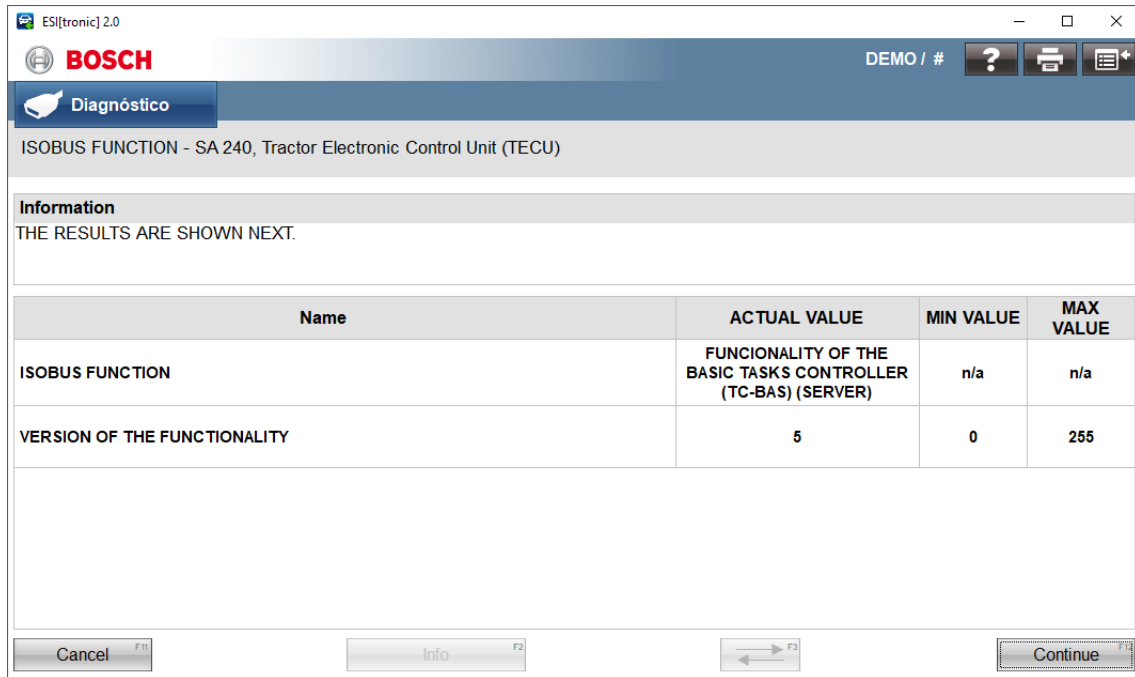 ESI[tronic] 2.0
BOSCH
DEMO / #
?
Diagnóstico
ISOBUS FUNCTION - SA 240, Tractor Electronic Control Unit (TECU)
Information
THE RESULTS ARE SHOWN NEXT.
Name
ACTUAL VALUE
MIN VALUE
MAX
VALUE
ISOBUS FUNCTION
FUNCIONALITY OF THE
BASIC TASKS CONTROLLER
(TC-BAS) (SERVER)
n/a
n/a
VERSION OF THE FUNCTIONALITY
5
0
255
Cancel
F11
Info
F2
F3
Continue
F12